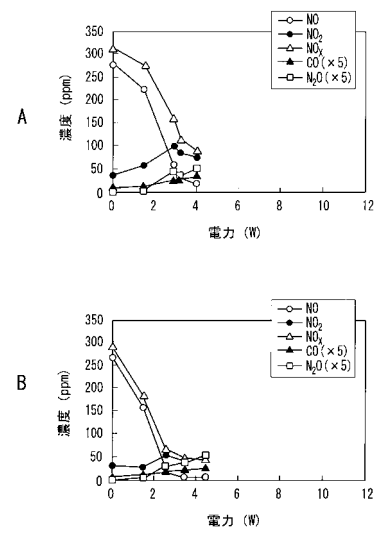 A
濃度 (ppm)
350
300
250
200
150
100
50
0
0 2 4 6 8 10 12
電力 (W)
NO
NO₂
NOₓ
CO(×5)
N₂O(×5)
B
濃度 (ppm)
350
300
250
200
150
100
50
0
0 2 4 6 8 10 12
電力 (W)
NO
NO₂
NOₓ
CO(×5)
N₂O(×5)